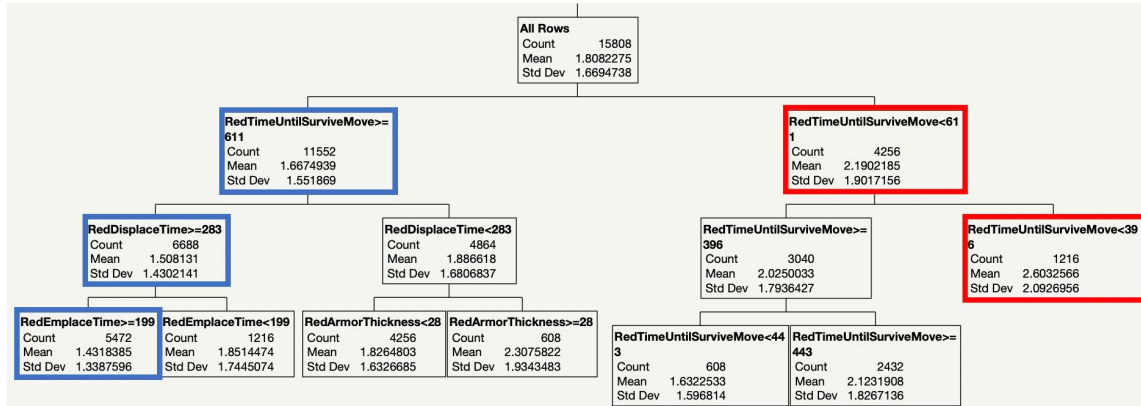 All Rows
Count 15808
Mean 1.8082275
Std Dev 1.6694738
RedTimeUntilSurviveMove>=
611
Count 11552
Mean 1.6674939
Std Dev 1.551869
RedTimeUntilSurviveMove<61
1
Count 4256
Mean 2.1902185
Std Dev 1.9017156
RedDisplaceTime>=283
Count 6688
Mean 1.508131
Std Dev 1.4302141
RedDisplaceTime<283
Count 4864
Mean 1.886618
Std Dev 1.6806837
RedTimeUntilSurviveMove>=
396
Count 3040
Mean 2.0250033
Std Dev 1.7936427
RedTimeUntilSurviveMove<39
6
Count 1216
Mean 2.6032566
Std Dev 2.0926956
RedEmplaceTime>=199
Count 5472
Mean 1.4318385
Std Dev 1.3387596
RedEmplaceTime<199
Count 1216
Mean 1.8514474
Std Dev 1.7445074
RedArmorThickness<28
Count 4256
Mean 1.8264803
Std Dev 1.6326685
RedArmorThickness>=28
Count 608
Mean 2.3075822
Std Dev 1.9343483
RedTimeUntilSurviveMove<44
3
Count 608
Mean 1.6322533
Std Dev 1.596814
RedTimeUntilSurviveMove>=
443
Count 2432
Mean 2.1231908
Std Dev 1.8267136